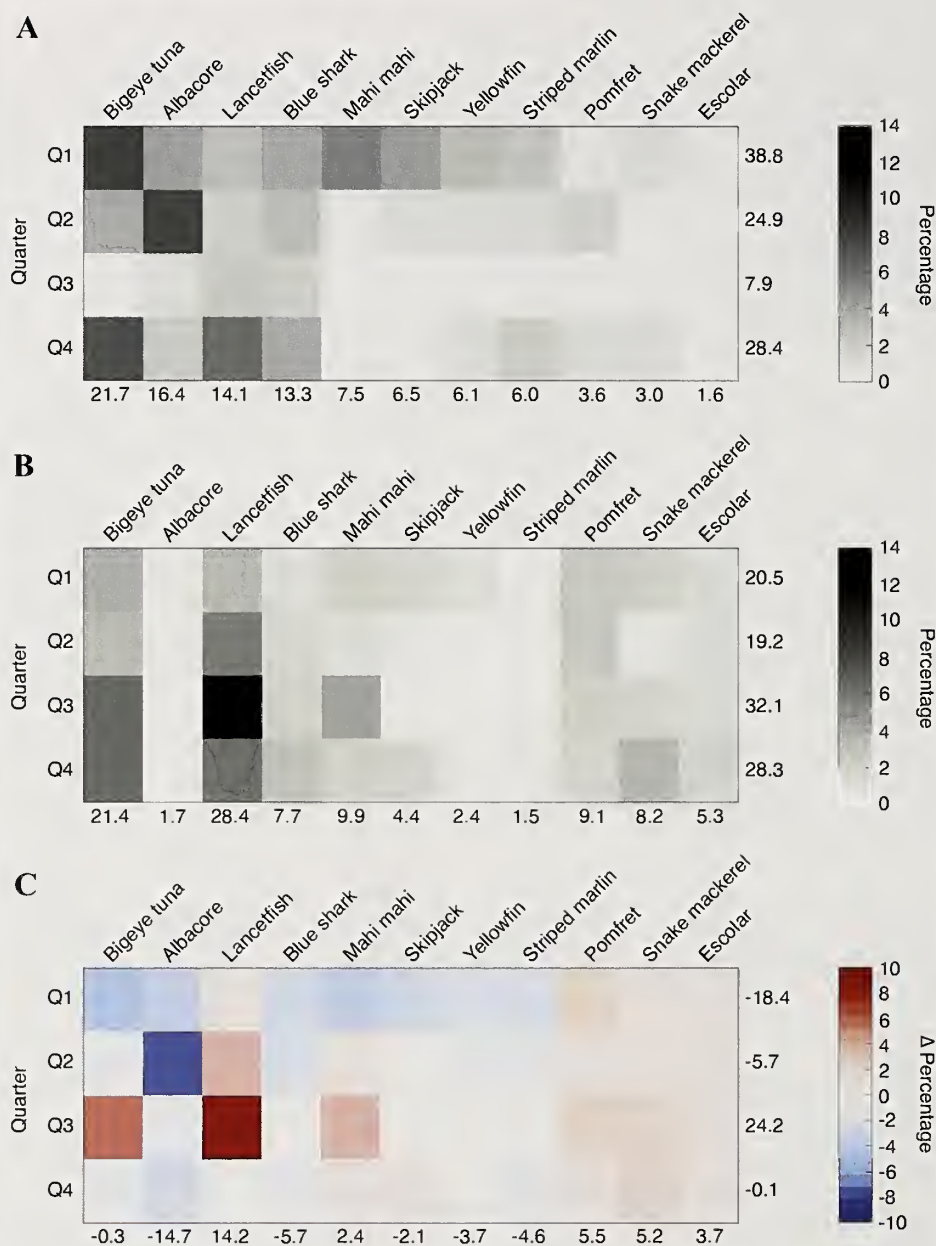 A
Bigeye tuna Albacore Lancetfish Blue shark Mahi mahi Skipjack Yellowfin Striped marlin Pomfret Snake mackerel Escolar
Quarter
Q1 38.8
Q2 24.9
Q3 7.9
Q4 28.4
21.7 16.4 14.1 13.3 7.5 6.5 6.1 6.0 3.6 3.0 1.6
14
12
10
8
6
4
2
0
Percentage
B
Bigeye tuna Albacore Lancetfish Blue shark Mahi mahi Skipjack Yellowfin Striped marlin Pomfret Snake mackerel Escolar
Quarter
Q1 20.5
Q2 19.2
Q3 32.1
Q4 28.3
21.4 1.7 28.4 7.7 9.9 4.4 2.4 1.5 9.1 8.2 5.3
14
12
10
8
6
4
2
0
Percentage
C
Bigeye tuna Albacore Lancetfish Blue shark Mahi mahi Skipjack Yellowfin Striped marlin Pomfret Snake mackerel Escolar
Quarter
Q1 -18.4
Q2 -5.7
Q3 24.2
Q4 -0.1
-0.3 -14.7 14.2 -5.7 2.4 -2.1 -3.7 -4.6 5.5 5.2 3.7
10
8
6
4
2
0
-2
-4
-6
-8
-10
Δ Percentage